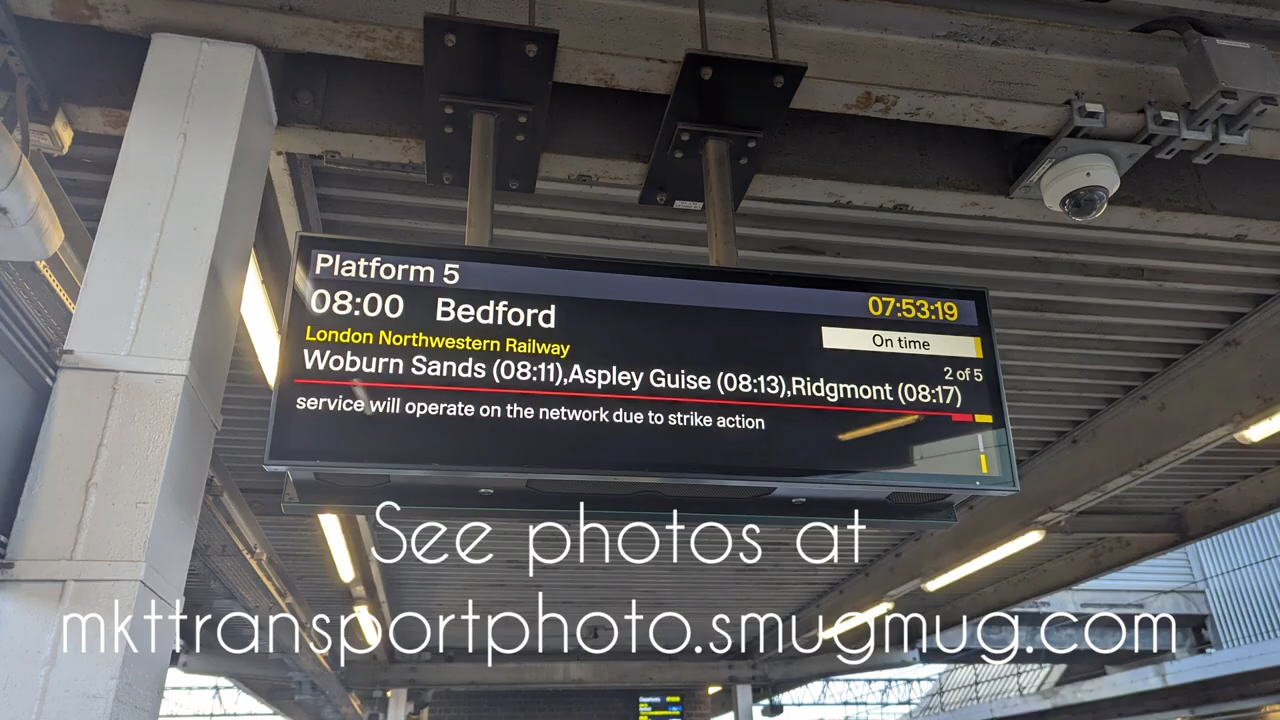 Platform 5
07:53:19
08:00 Bedford
On time
London Northwestern Railway
2 of 5
Woburn Sands (08:11),Aspley Guise (08:13),Ridgmont (08:17)
service will operate on the network due to strike action
See photos at
mkttransportphoto.smugmug.com